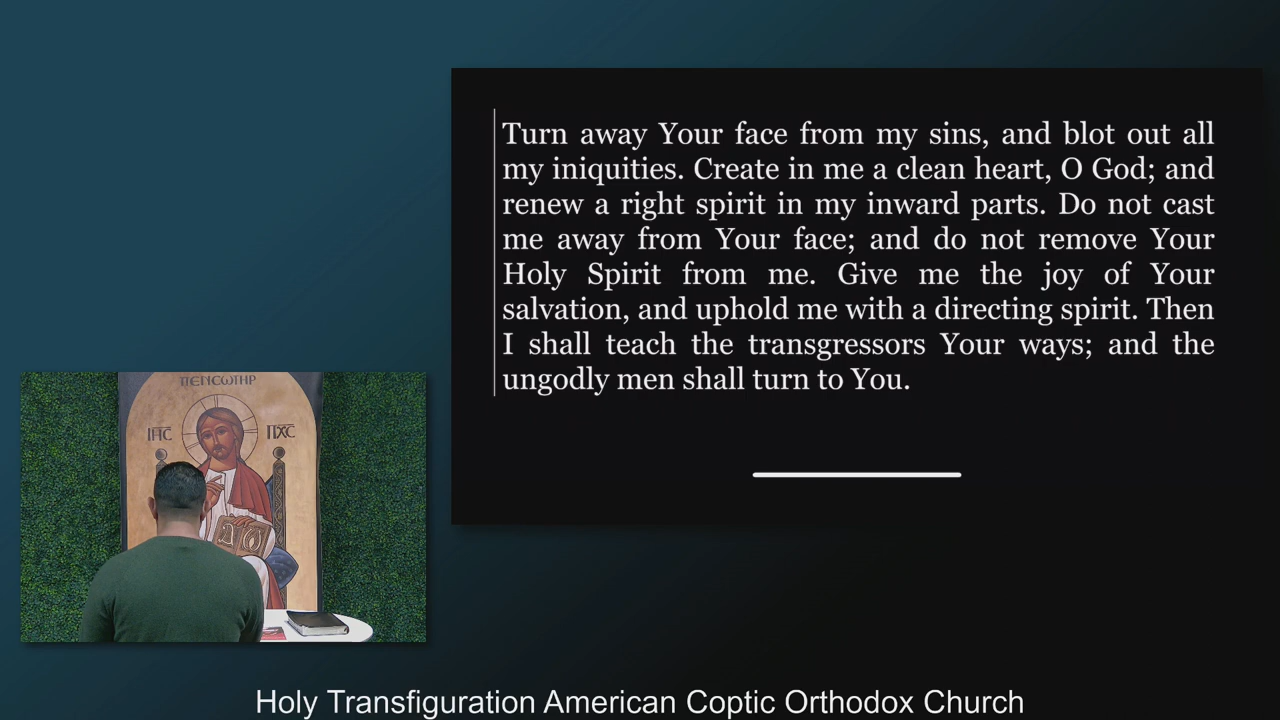 Turn away Your face from my sins, and blot out all
my iniquities. Create in me a clean heart, O God; and
renew a right spirit in my inward parts. Do not cast
me away from Your face; and do not remove Your
Holy Spirit from me. Give me the joy of Your
salvation, and uphold me with a directing spirit. Then
I shall teach the transgressors Your ways; and the
ungodly men shall turn to You.
ⲠⲈⲚⲤⲰⲦⲎⲢ
ⲒⲎⲤ ⲠⲬⲤ
Ⲁ Ⲱ
Holy Transfiguration American Coptic Orthodox Church